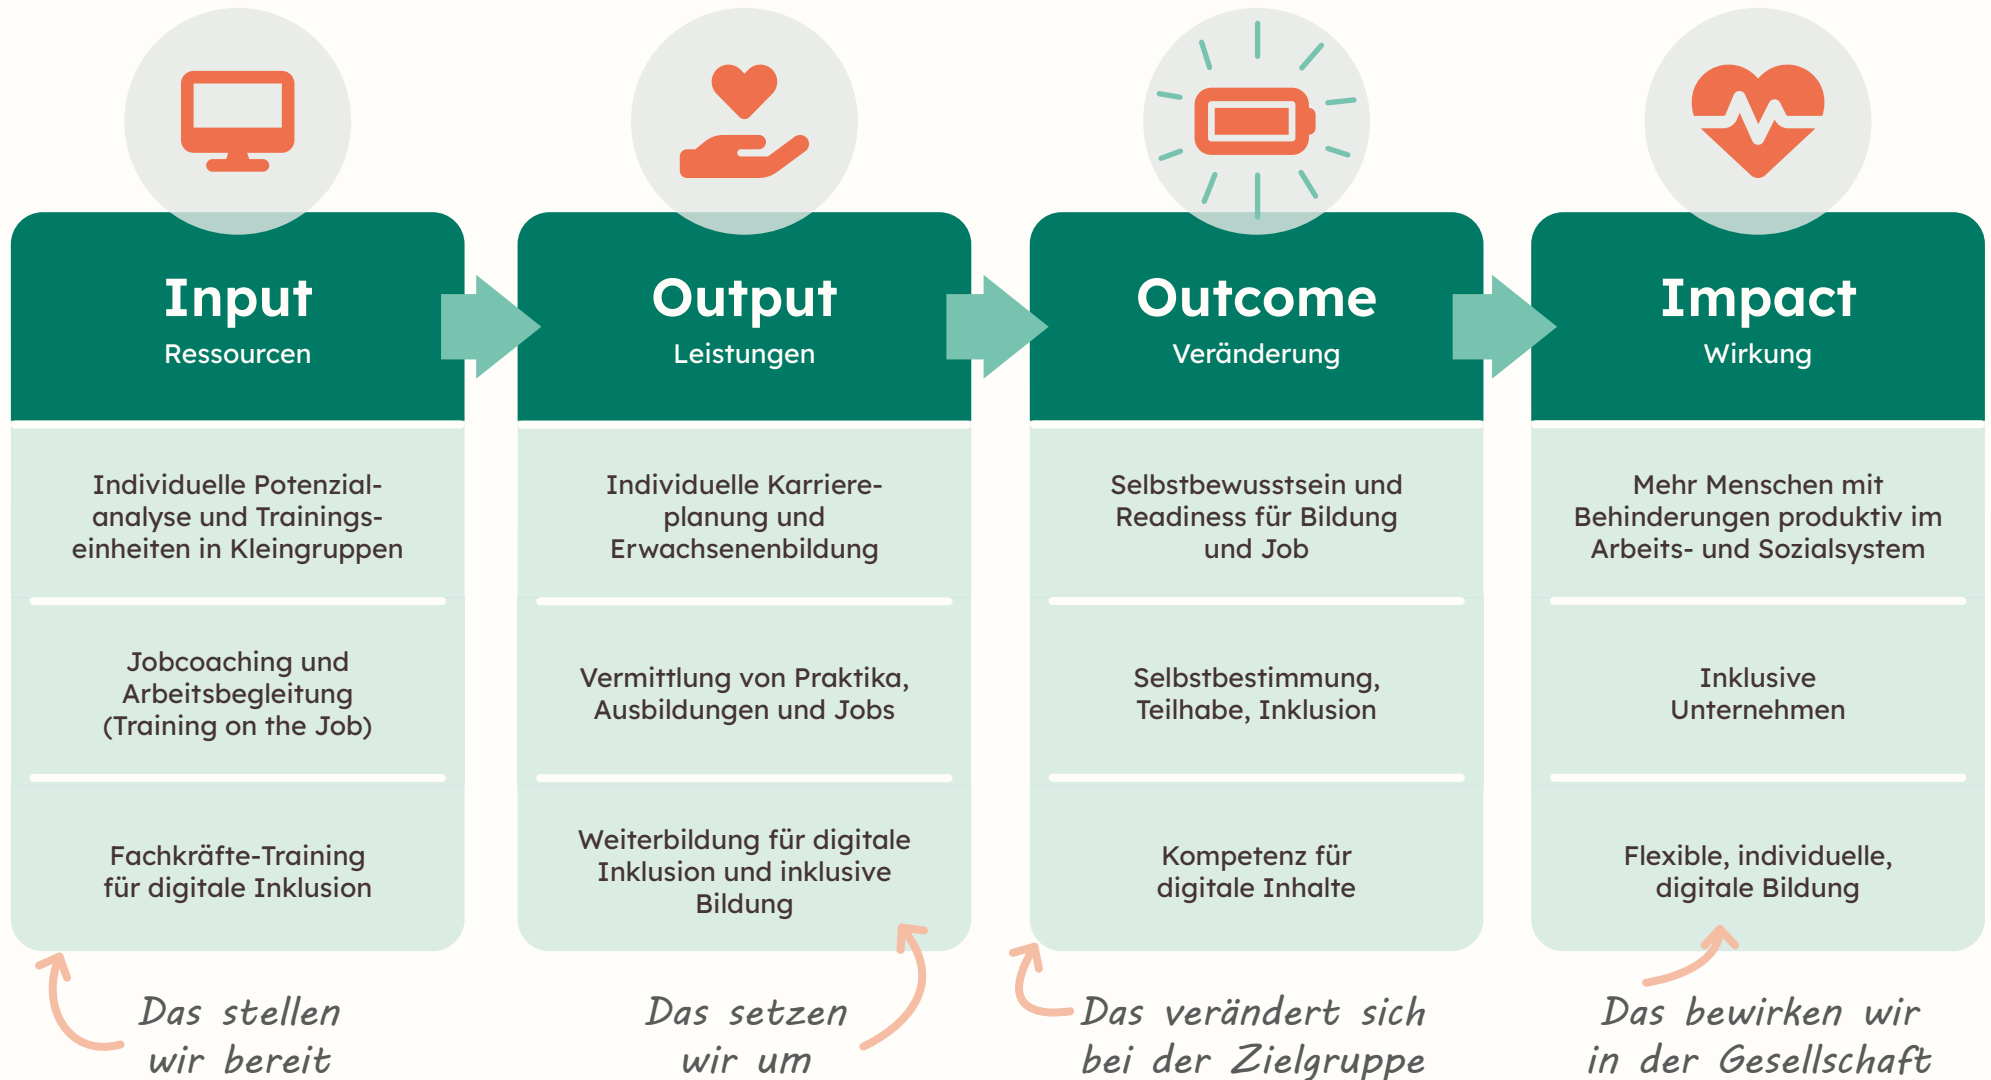 Input
Ressourcen
Individuelle Potenzial-
analyse und Trainings-
einheiten in Kleingruppen
Jobcoaching und
Arbeitsbegleitung
(Training on the Job)
Fachkräfte-Training
für digitale Inklusion
Das stellen
wir bereit
Output
Leistungen
Individuelle Karriere-
planung und
Erwachsenenbildung
Vermittlung von Praktika,
Ausbildungen und Jobs
Weiterbildung für digitale
Inklusion und inklusive
Bildung
Das setzen
wir um
Outcome
Veränderung
Selbstbewusstsein und
Readiness für Bildung
und Job
Selbstbestimmung,
Teilhabe, Inklusion
Kompetenz für
digitale Inhalte
Das verändert sich
bei der Zielgruppe
Impact
Wirkung
Mehr Menschen mit
Behinderungen produktiv im
Arbeits- und Sozialsystem
Inklusive
Unternehmen
Flexible, individuelle,
digitale Bildung
Das bewirken wir
in der Gesellschaft